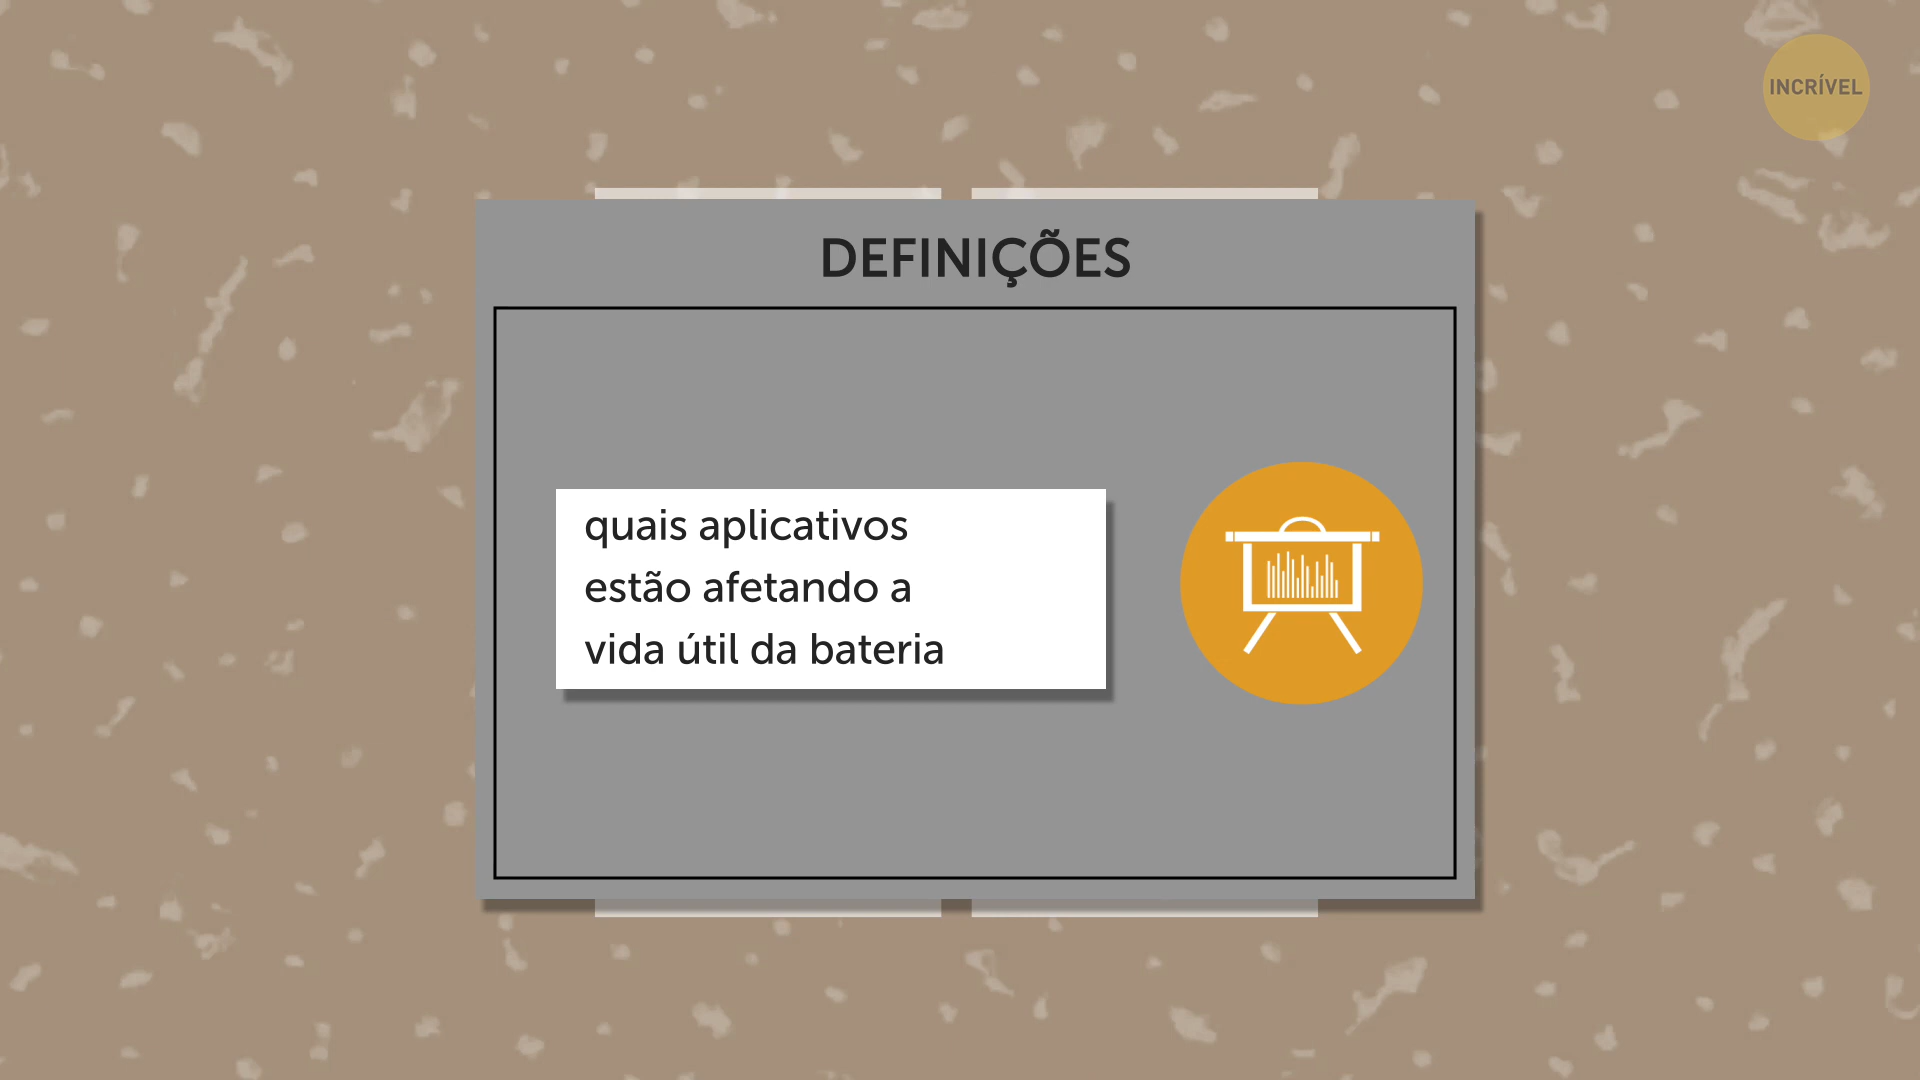 INCRÍVEL
DEFINIÇÕES
quais aplicativos
estão afetando a
vida útil da bateria